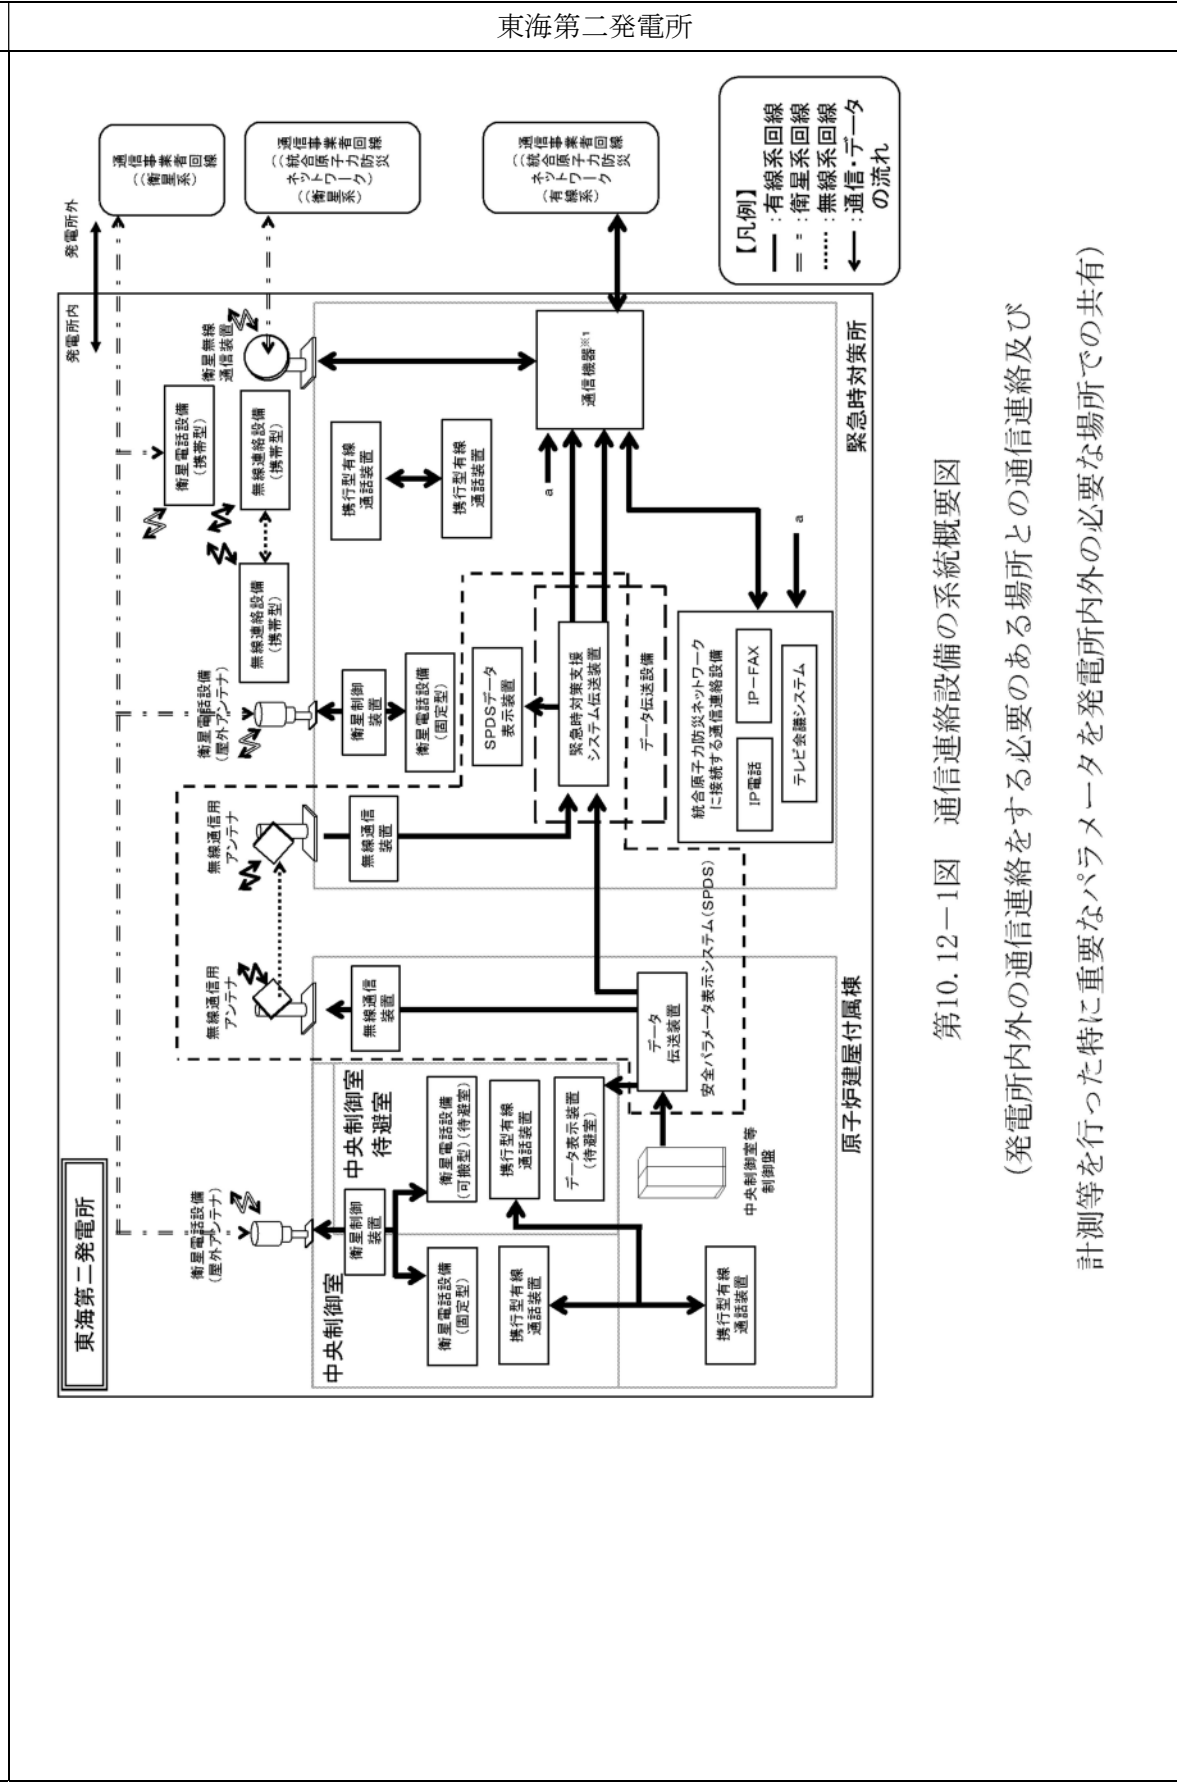 東海第二発電所
東海第二発電所
発電所内
発電所外
通信事業者回線
(衛星系)
通信事業者回線
(統合原子力防災
ネットワーク)
(衛星系)
通信事業者回線
(統合原子力防災
ネットワーク)
(有線系)
【凡例】
:有線系回線
:衛星系回線
:無線系回線
:通信・データ
の流れ
衛星電話設備
(屋外アンテナ)
無線通信用
アンテナ
無線通信用
アンテナ
衛星電話設備
(屋外アンテナ)
無線連絡設備
(携帯型)
無線連絡設備
(携帯型)
衛星電話設備
(携帯型)
衛星無線
通信装置
中央制御室
中央制御室
待避室
衛星制御
装置
衛星電話設備
(固定型)
衛星電話設備
(可搬型)(待避室)
携行型有線
通話装置
携行型有線
通話装置
データ表示装置
(待避室)
携行型有線
通話装置
中央制御室等
制御盤
無線通信
装置
データ
伝送装置
安全パラメータ表示システム(SPDS)
原子炉建屋付属棟
無線通信
装置
衛星制御
装置
衛星電話設備
(固定型)
SPDSデータ
表示装置
緊急時対策支援
システム伝送装置
データ伝送設備
携行型有線
通話装置
携行型有線
通話装置
a
通信機器※1
統合原子力防災ネットワーク
に接続する通信連絡設備
IP電話
IP-FAX
テレビ会議システム
a
緊急時対策所
第10.12-1図 通信連絡設備の系統概要図
(発電所内外の通信連絡をする必要のある場所との通信連絡及び
計測等を行った特に重要なパラメータを発電所内外の必要な場所での共有)